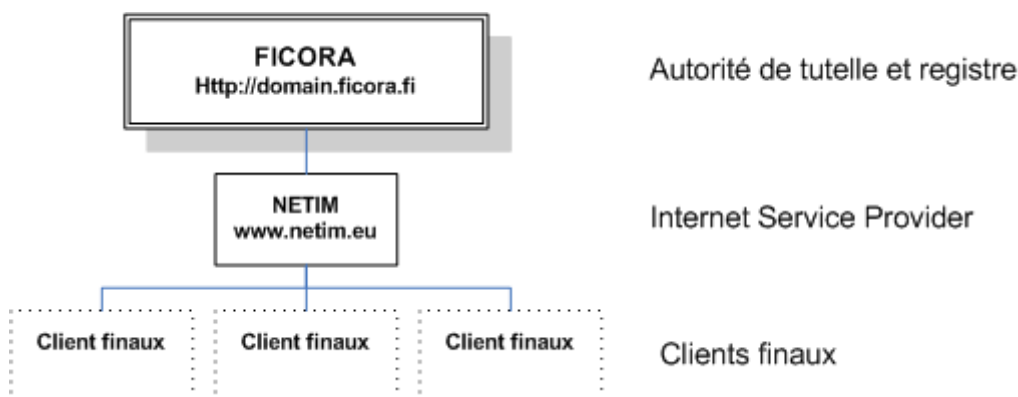 FICORA
Http://domain.ficora.fi
Autorité de tutelle et registre
NETIM
www.netim.eu
Internet Service Provider
Client finaux
Client finaux
Client finaux
Clients finaux